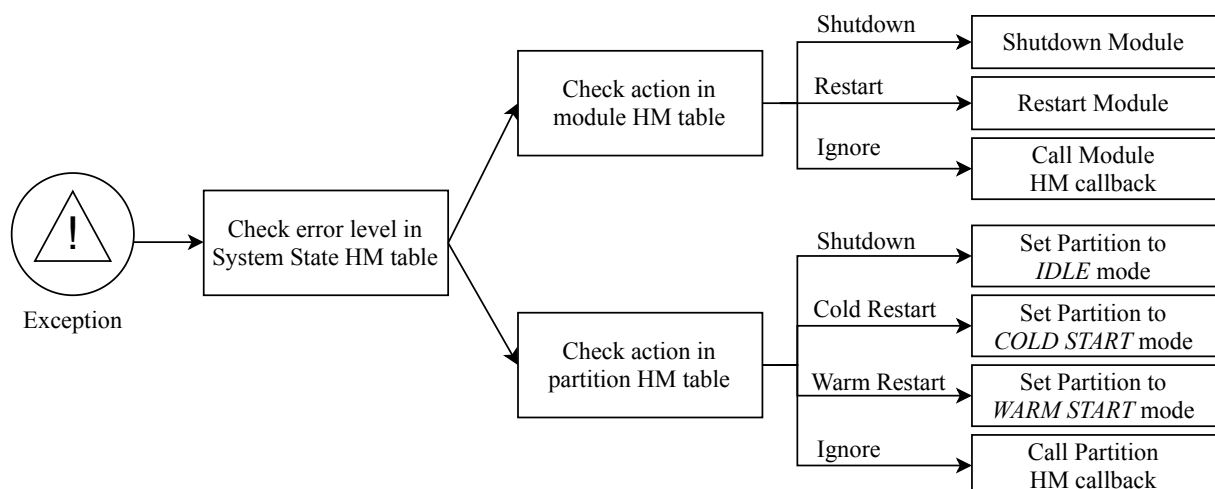 !
Exception
Check error level in
System State HM table
Check action in
module HM table
Shutdown
Shutdown Module
Restart
Restart Module
Ignore
Call Module
HM callback
Check action in
partition HM table
Shutdown
Set Partition to
IDLE mode
Cold Restart
Set Partition to
COLD START mode
Warm Restart
Set Partition to
WARM START mode
Ignore
Call Partition
HM callback